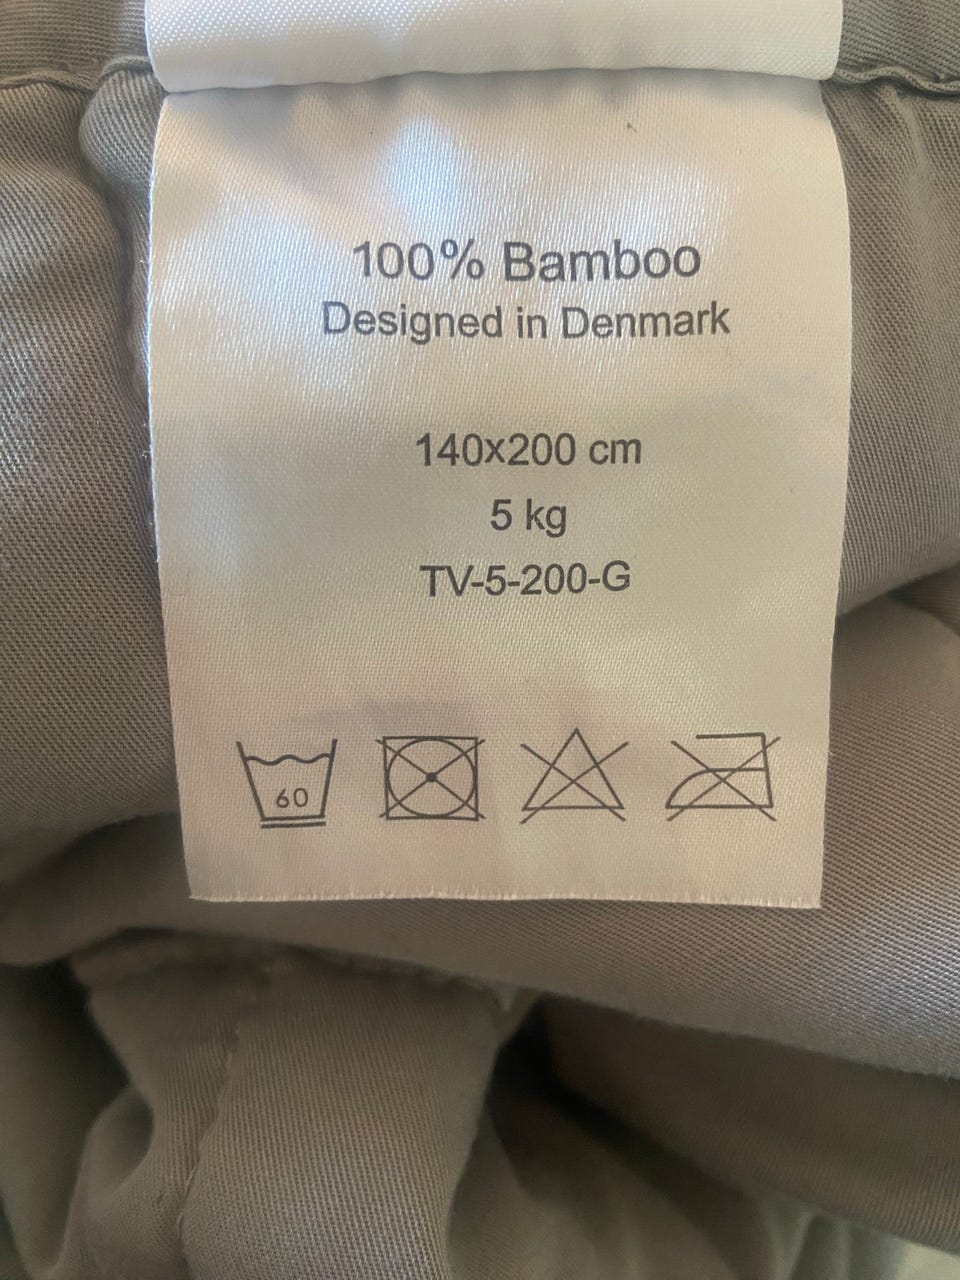 100% Bamboo
Designed in Denmark
140x200 cm
5 kg
TV-5-200-G
60